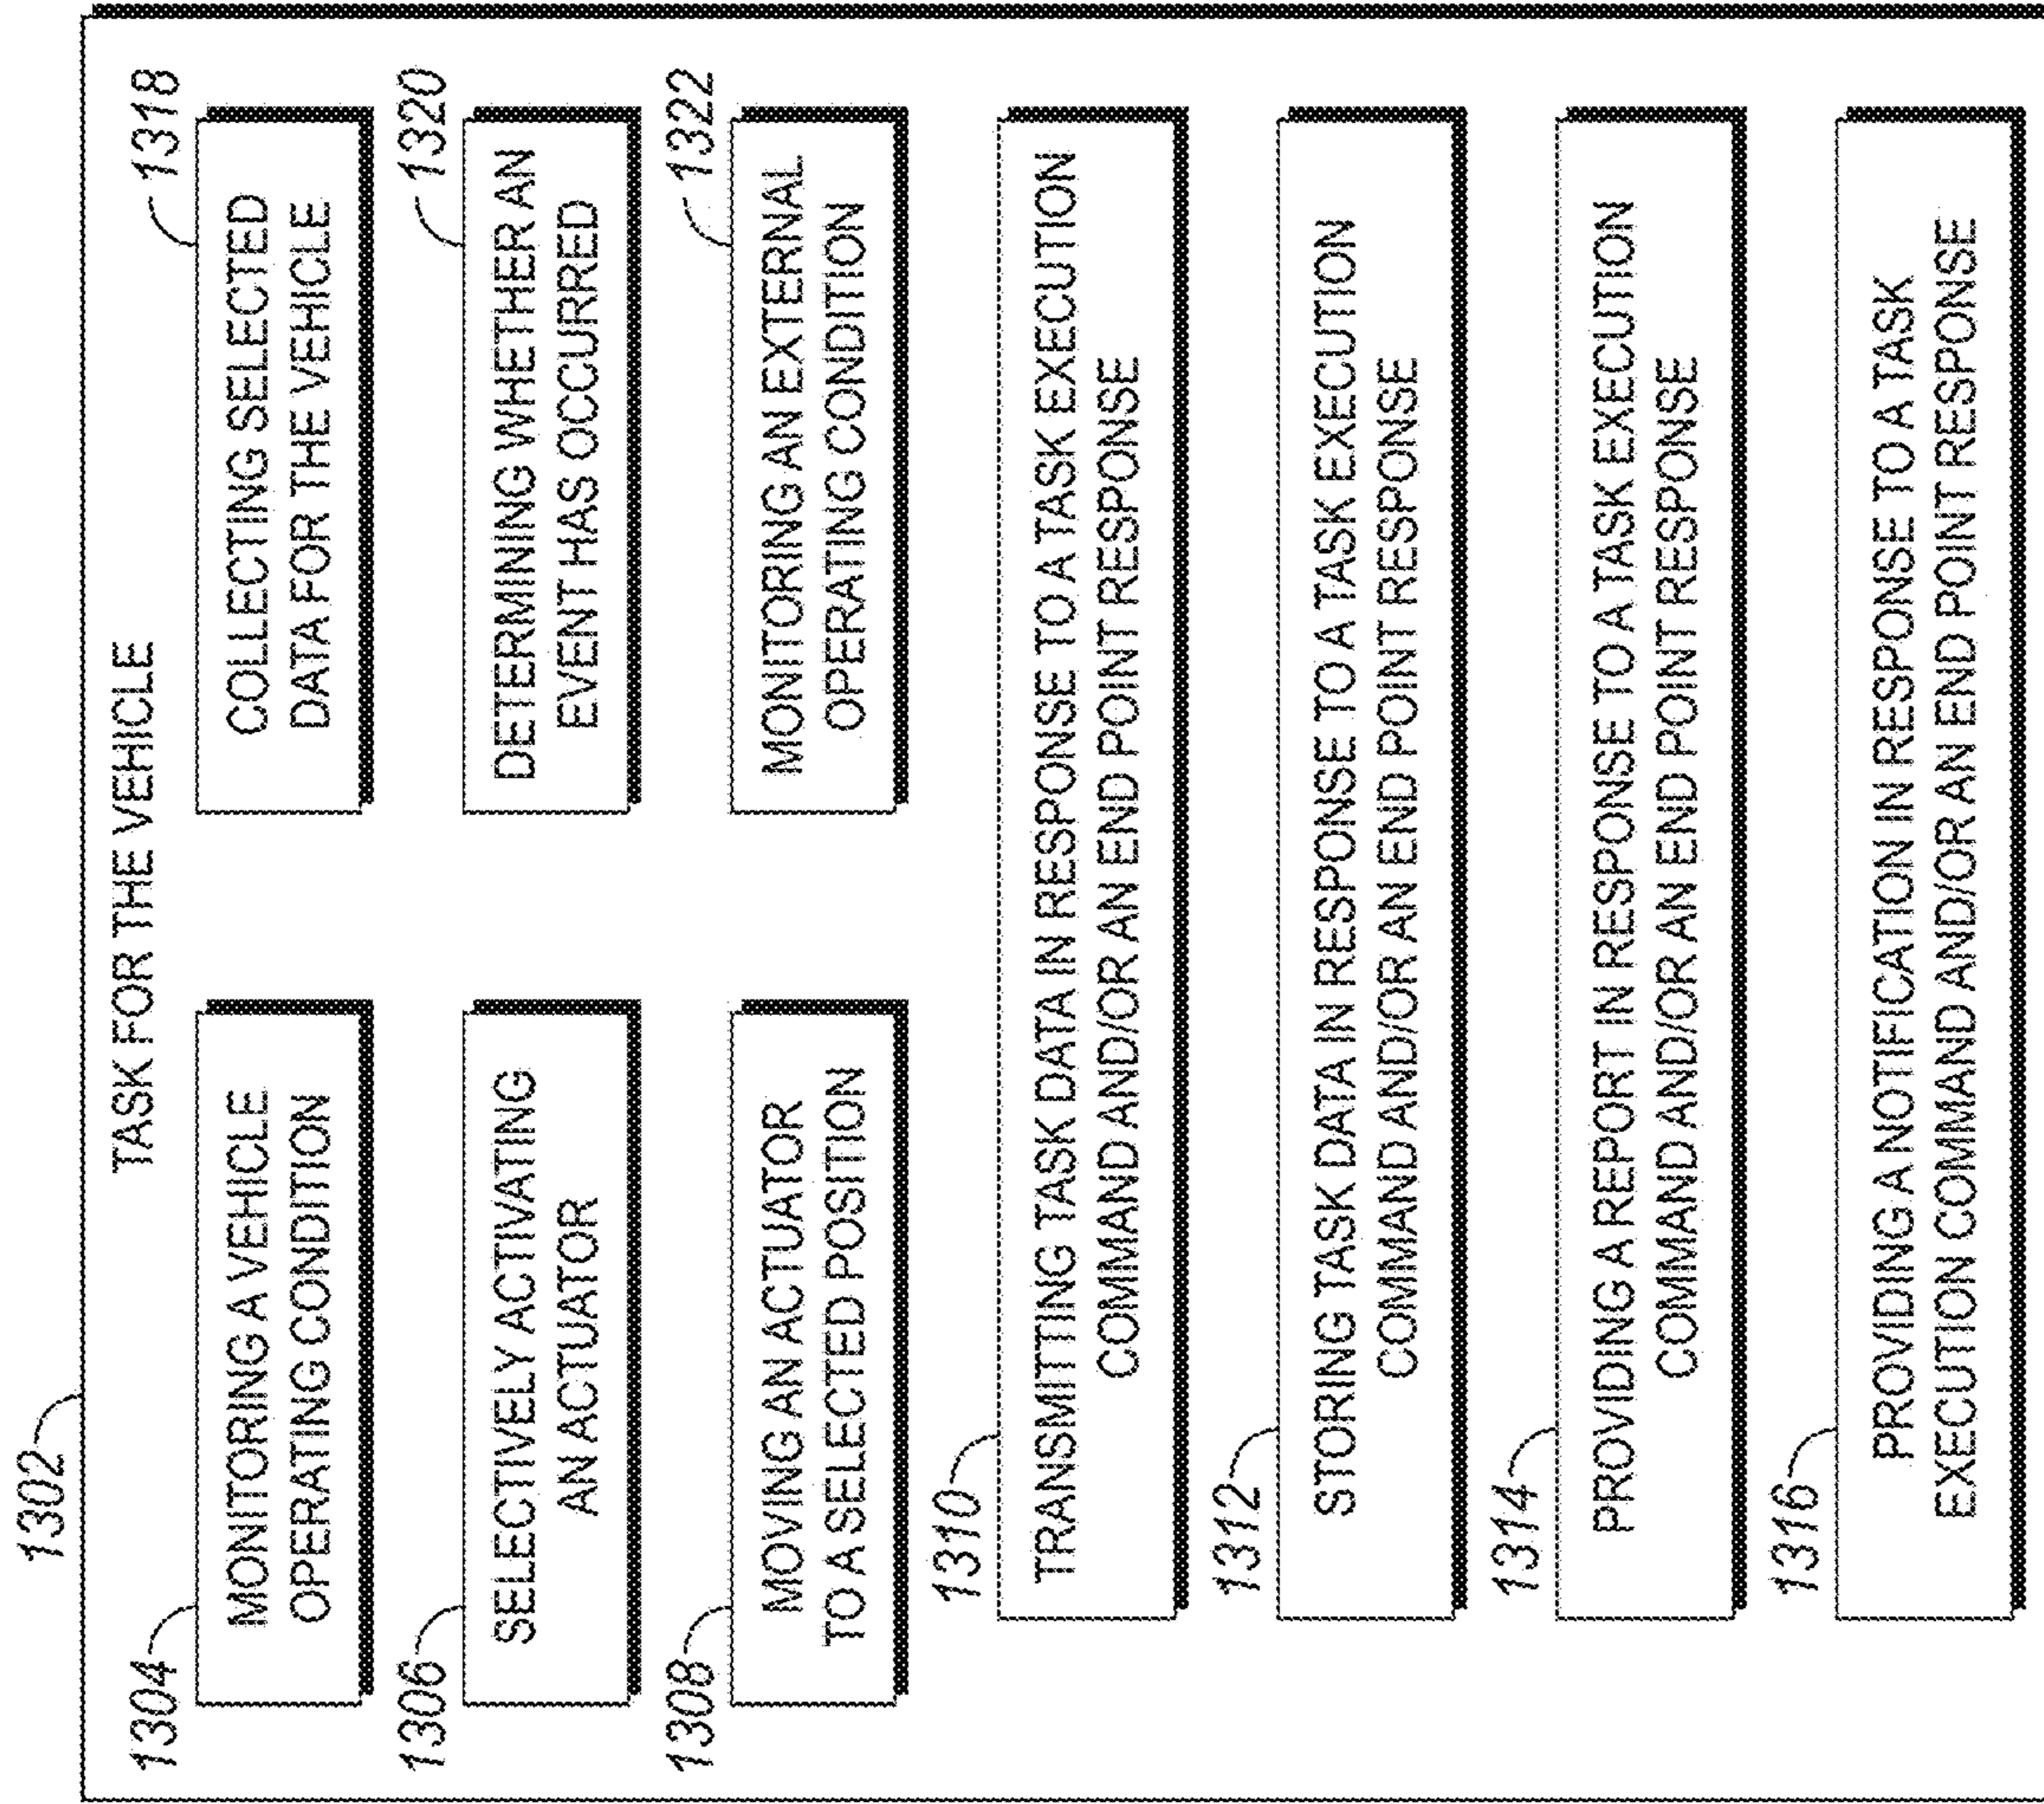 1302
TASK FOR THE VEHICLE
1304
MONITORING A VEHICLE
OPERATING CONDITION
1318
COLLECTING SELECTED
DATA FOR THE VEHICLE
1306
SELECTIVELY ACTIVATING
AN ACTUATOR
1320
DETERMINING WHETHER AN
EVENT HAS OCCURRED
1308
MOVING AN ACTUATOR
TO A SELECTED POSITION
1322
MONITORING AN EXTERNAL
OPERATING CONDITION
1310
TRANSMITTING TASK DATA IN RESPONSE TO A TASK EXECUTION
COMMAND AND/OR AN END POINT RESPONSE
1312
STORING TASK DATA IN RESPONSE TO A TASK EXECUTION
COMMAND AND/OR AN END POINT RESPONSE
1314
PROVIDING A REPORT IN RESPONSE TO A TASK EXECUTION
COMMAND AND/OR AN END POINT RESPONSE
1316
PROVIDING A NOTIFICATION IN RESPONSE TO A TASK
EXECUTION COMMAND AND/OR AN END POINT RESPONSE